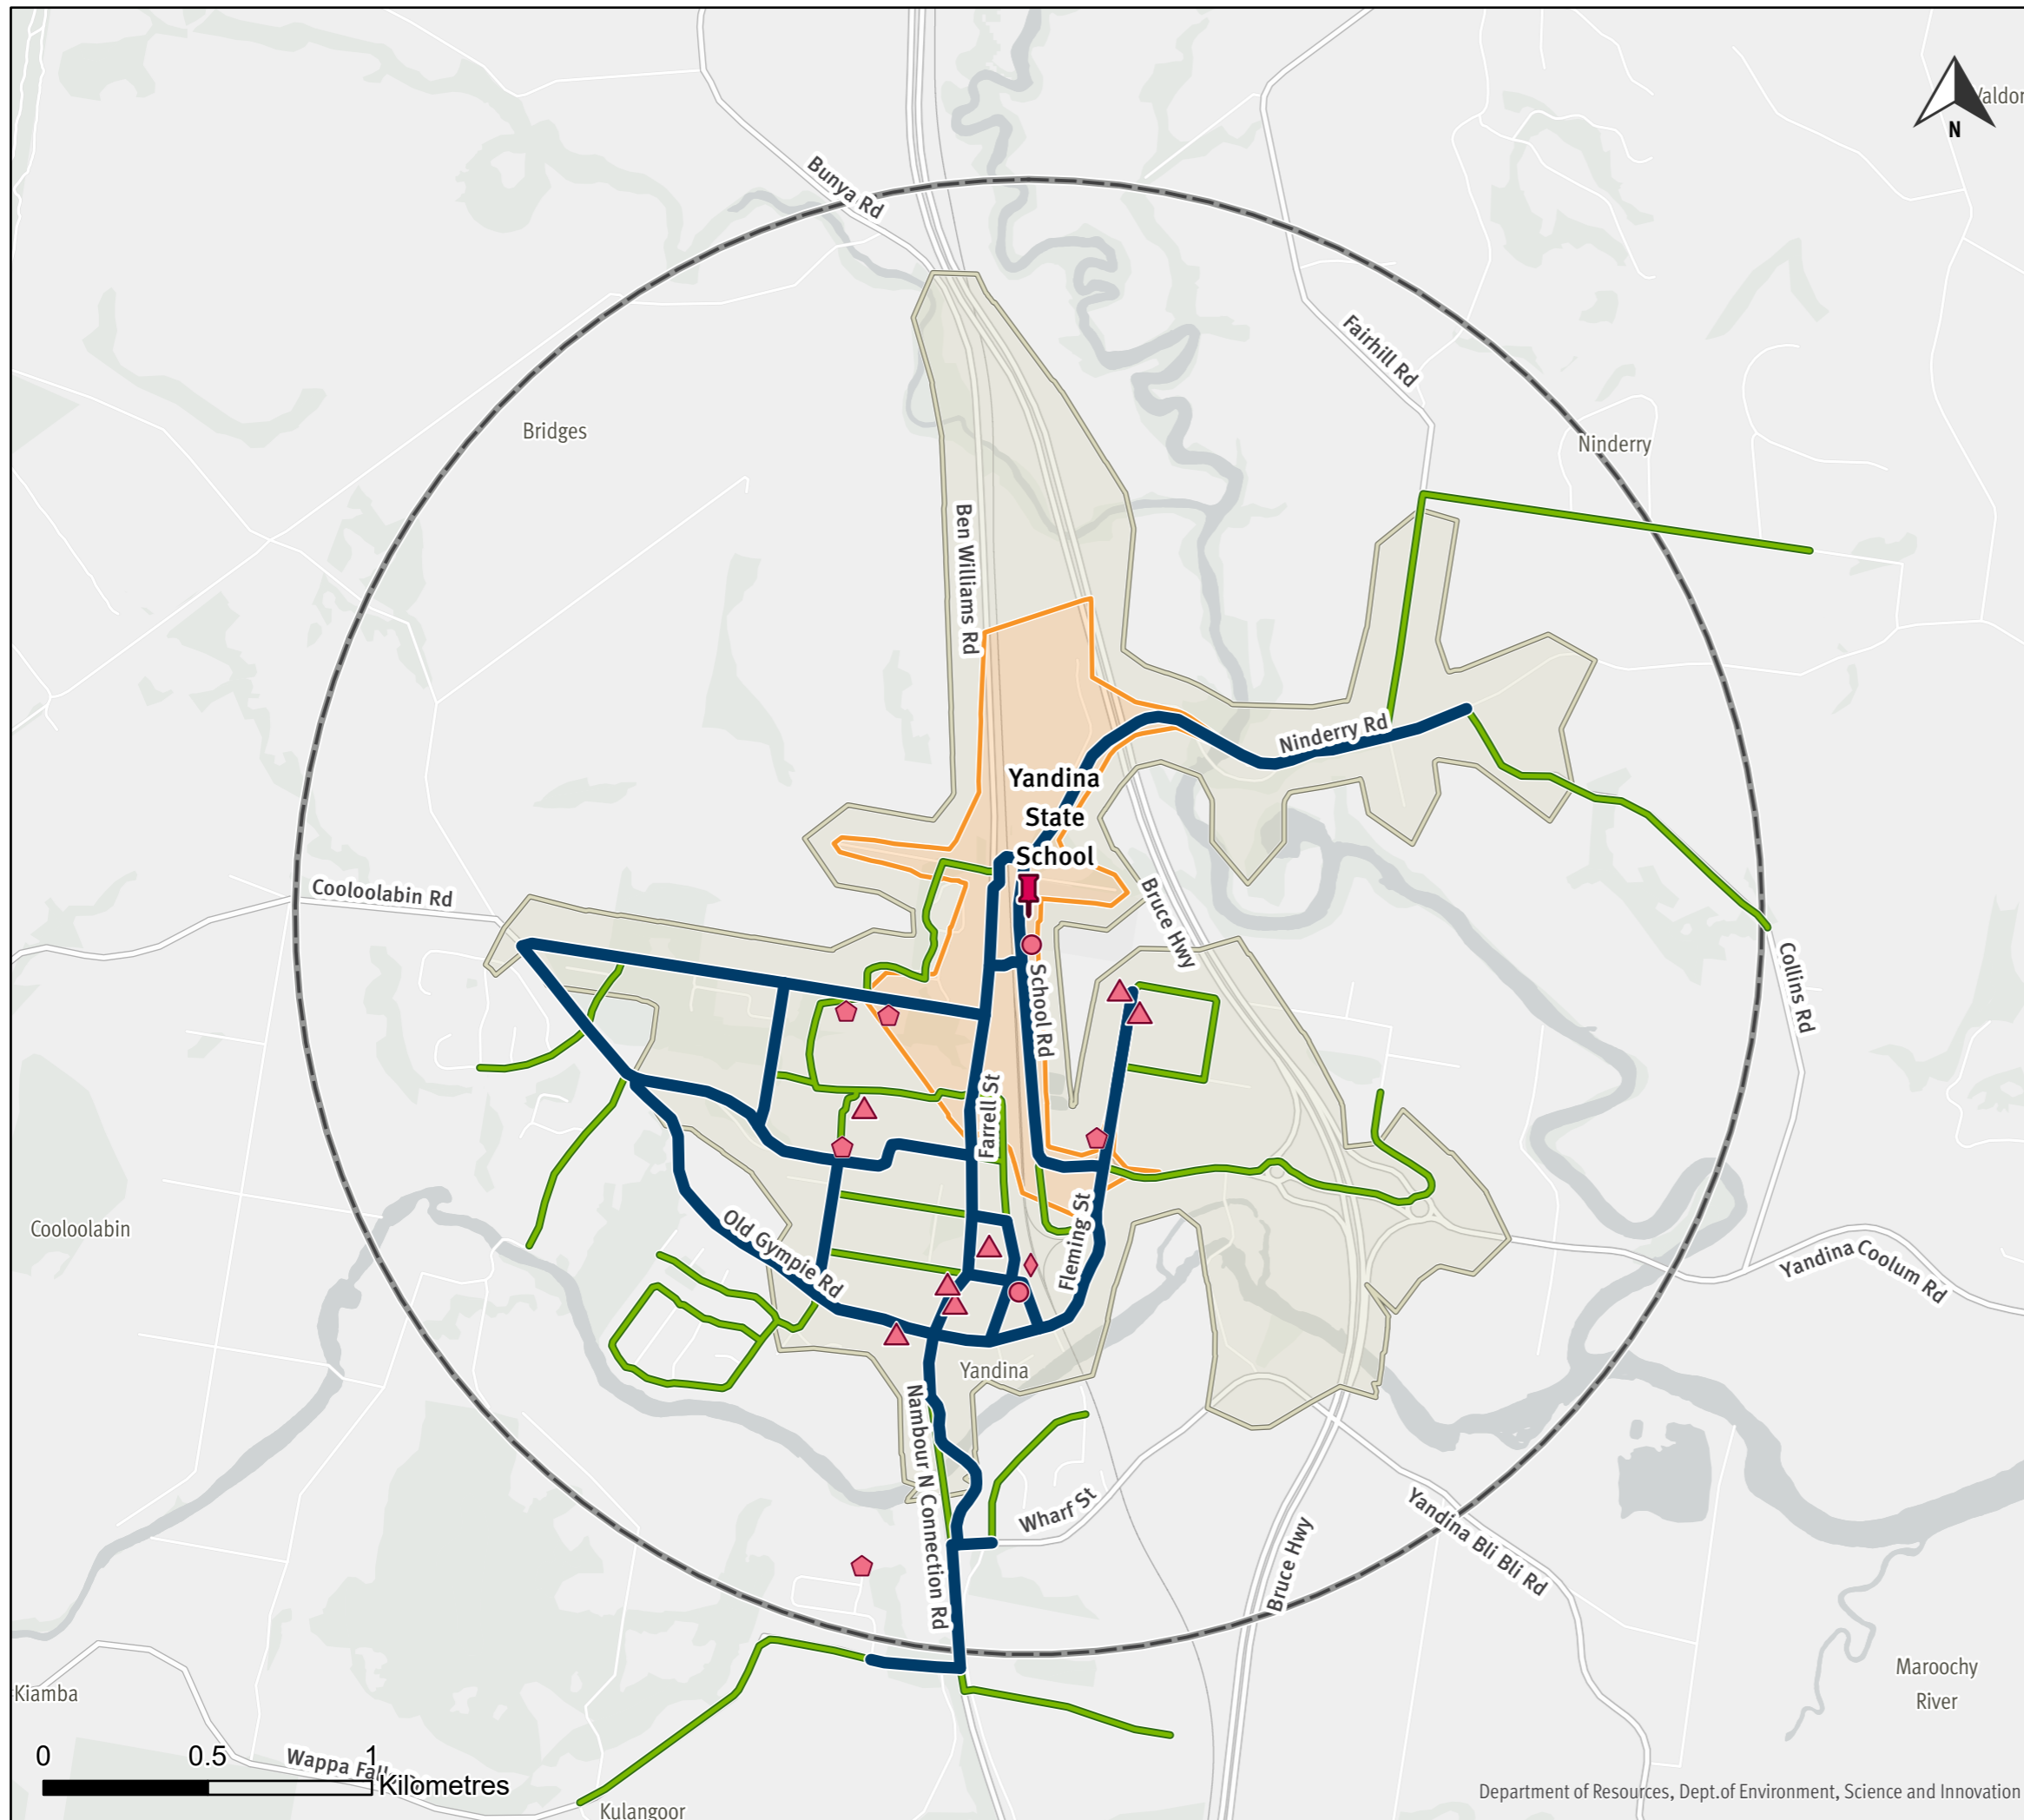 N
Bunya Rd
Fairhill Rd
Bridges
Ninderry
Ben Williams Rd
Ninderry Rd
Yandina
State
School
Cooloolabin Rd
Bruce Hwy
Collins Rd
School Rd
Farrell St
Cooloolabin
Old Gympie Rd
Fleming St
Yandina Coolum Rd
Yandina
Nambour N Connection Rd
Wharf St
Yandina Bli Bli Rd
Bruce Hwy
Maroochy
River
Kiamba
0 0.5 1
Kilometres
Wappa
Kulangoor
Department of Resources, Dept.of Environment, Science and Innovation